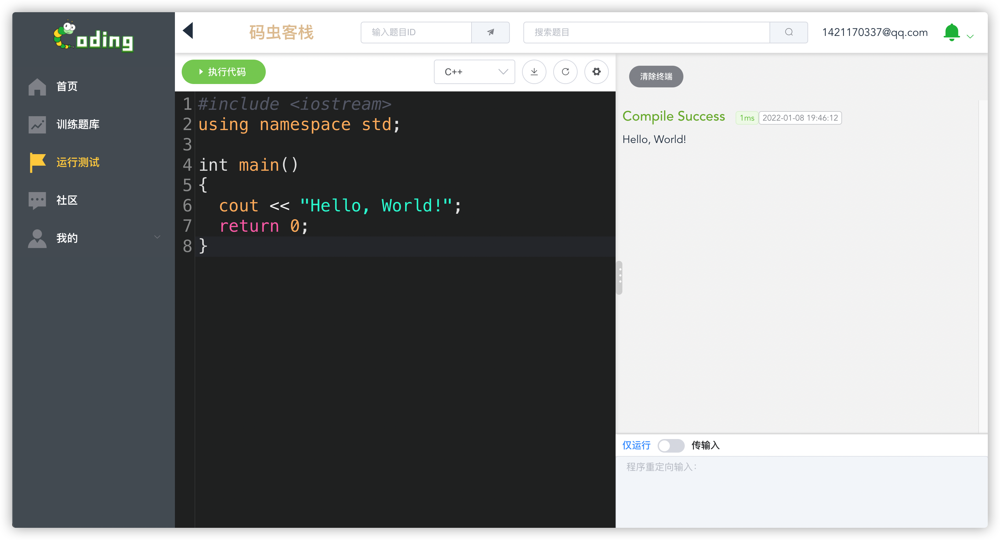 Coding
首页
训练题库
运行测试
社区
我的
码虫客栈
输入题目ID
搜索题目
1421170337@qq.com
执行代码
C++
1 #include <iostream>
2 using namespace std;
3
4 int main()
5 {
6   cout << "Hello, World!";
7   return 0;
8 }
清除终端
Compile Success 1ms 2022-01-08 19:46:12
Hello, World!
仅运行 传输入
程序重定向输入：